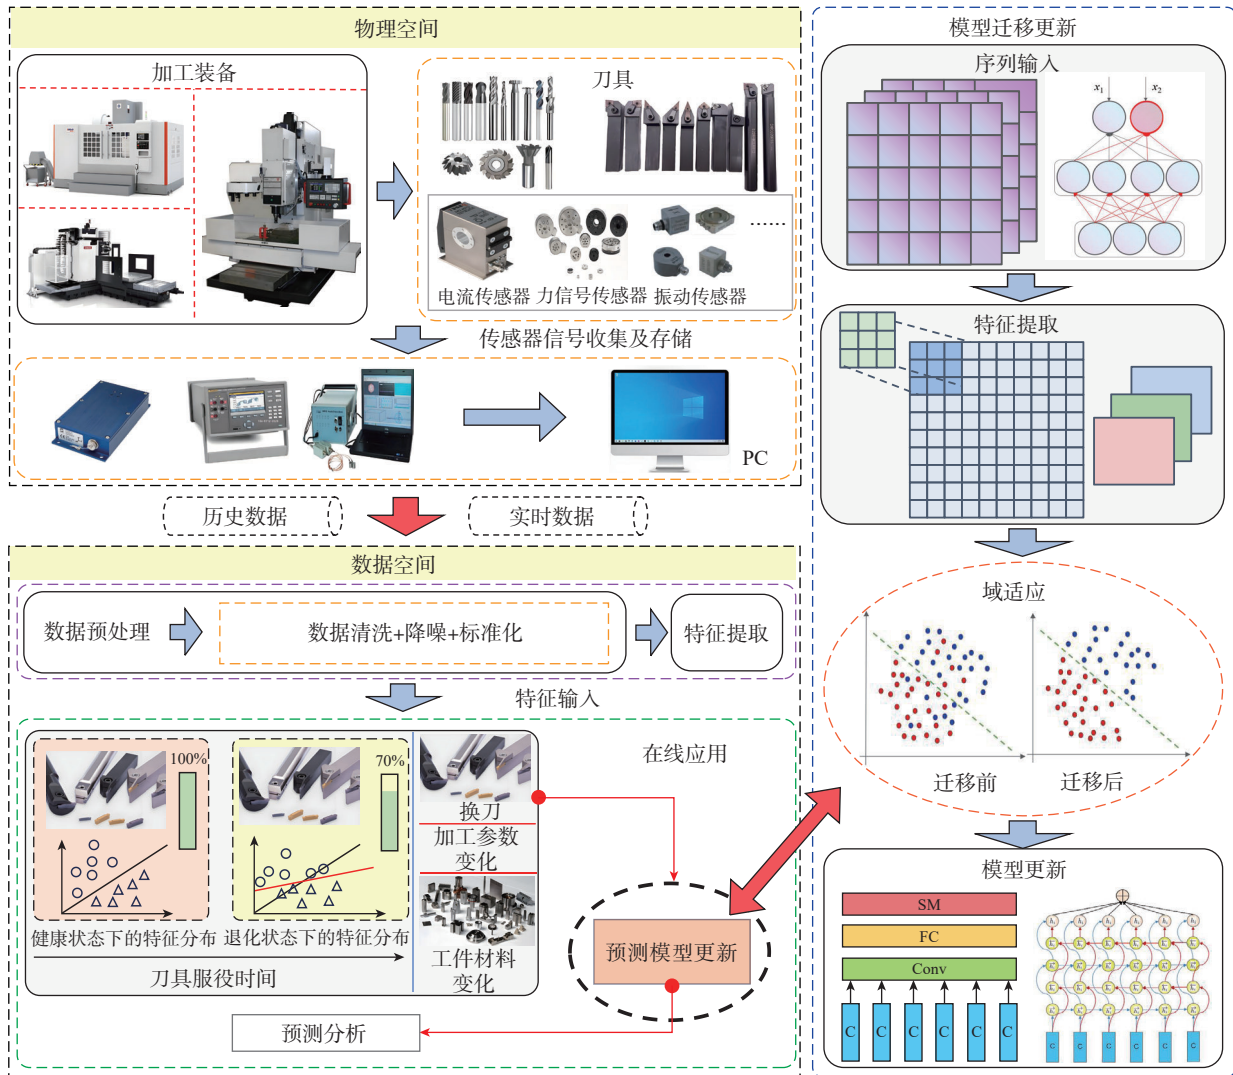 物理空间
加工装备
刀具
电流传感器
力信号传感器
振动传感器
……
传感器信号收集及存储
PC
历史数据
实时数据
数据空间
数据预处理
数据清洗+降噪+标准化
特征提取
特征输入
100%
70%
健康状态下的特征分布
退化状态下的特征分布
刀具服役时间
换刀
加工参数
变化
工件材料
变化
在线应用
预测模型更新
预测分析
模型迁移更新
序列输入
x1
x2
特征提取
域适应
迁移前
迁移后
模型更新
SM
FC
Conv
C C C C C C
C C C C C C